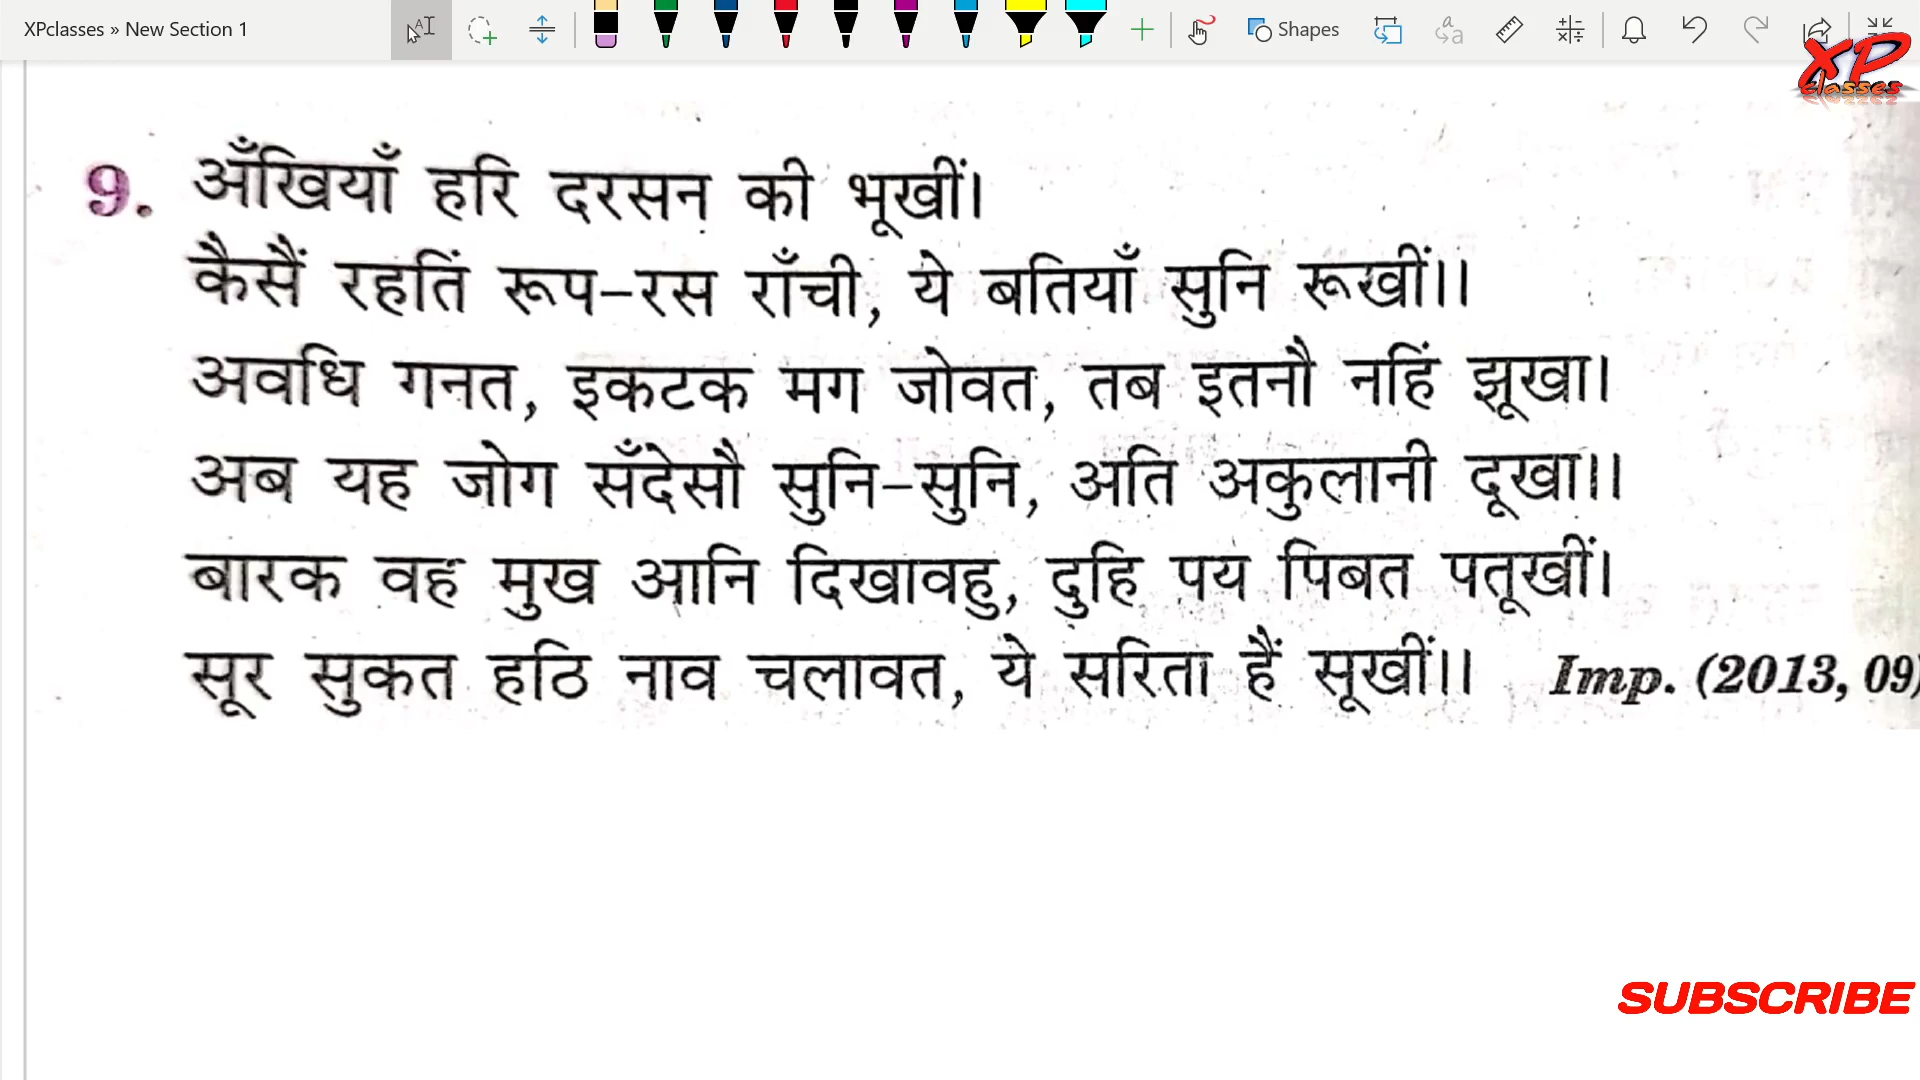 XPclasses » New Section 1
Shapes
XP
classes
9. अँखियाँ हरि दरसन की भूखीं।
कैसैं रहतिं रूप-रस राँची, ये बतियाँ सुनि रूखीं।।
अवधि गनत, इकटक मग जोवत, तब इतनौ नहिं झूखा।
अब यह जोग सँदेसौ सुनि-सुनि, अति अकुलानी दूखा।।
बारक वह मुख आनि दिखावहु, दुहि पय पिबत पतूखीं।
सूर सुकत हठि नाव चलावत, ये सरिता हैं सूखीं।। Imp. (2013, 09)
SUBSCRIBE